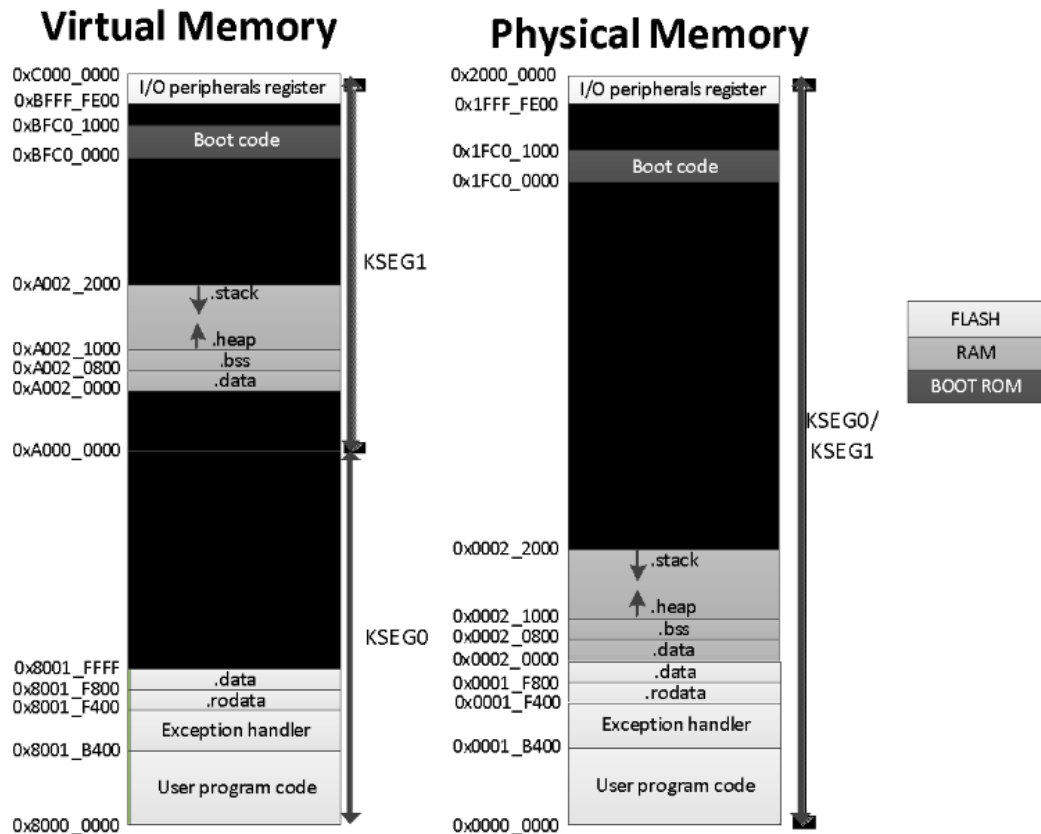 Virtual Memory
0xC000_0000
I/O peripherals register
0xBFFF_FE00
0xBFC0_1000
Boot code
0xBFC0_0000
KSEG1
0xA002_2000
.stack
.heap
0xA002_1000
.bss
0xA002_0800
.data
0xA002_0000
0xA000_0000
KSEG0
0x8001_FFFF
.data
0x8001_F800
.rodata
0x8001_F400
Exception handler
0x8001_B400
User program code
0x8000_0000
Physical Memory
0x2000_0000
I/O peripherals register
0x1FFF_FE00
0x1FC0_1000
Boot code
0x1FC0_0000
KSEG0/
KSEG1
0x0002_2000
.stack
.heap
0x0002_1000
.bss
0x0002_0800
.data
0x0002_0000
.data
0x0001_F800
.rodata
0x0001_F400
Exception handler
0x0001_B400
User program code
0x0000_0000
FLASH
RAM
BOOT ROM